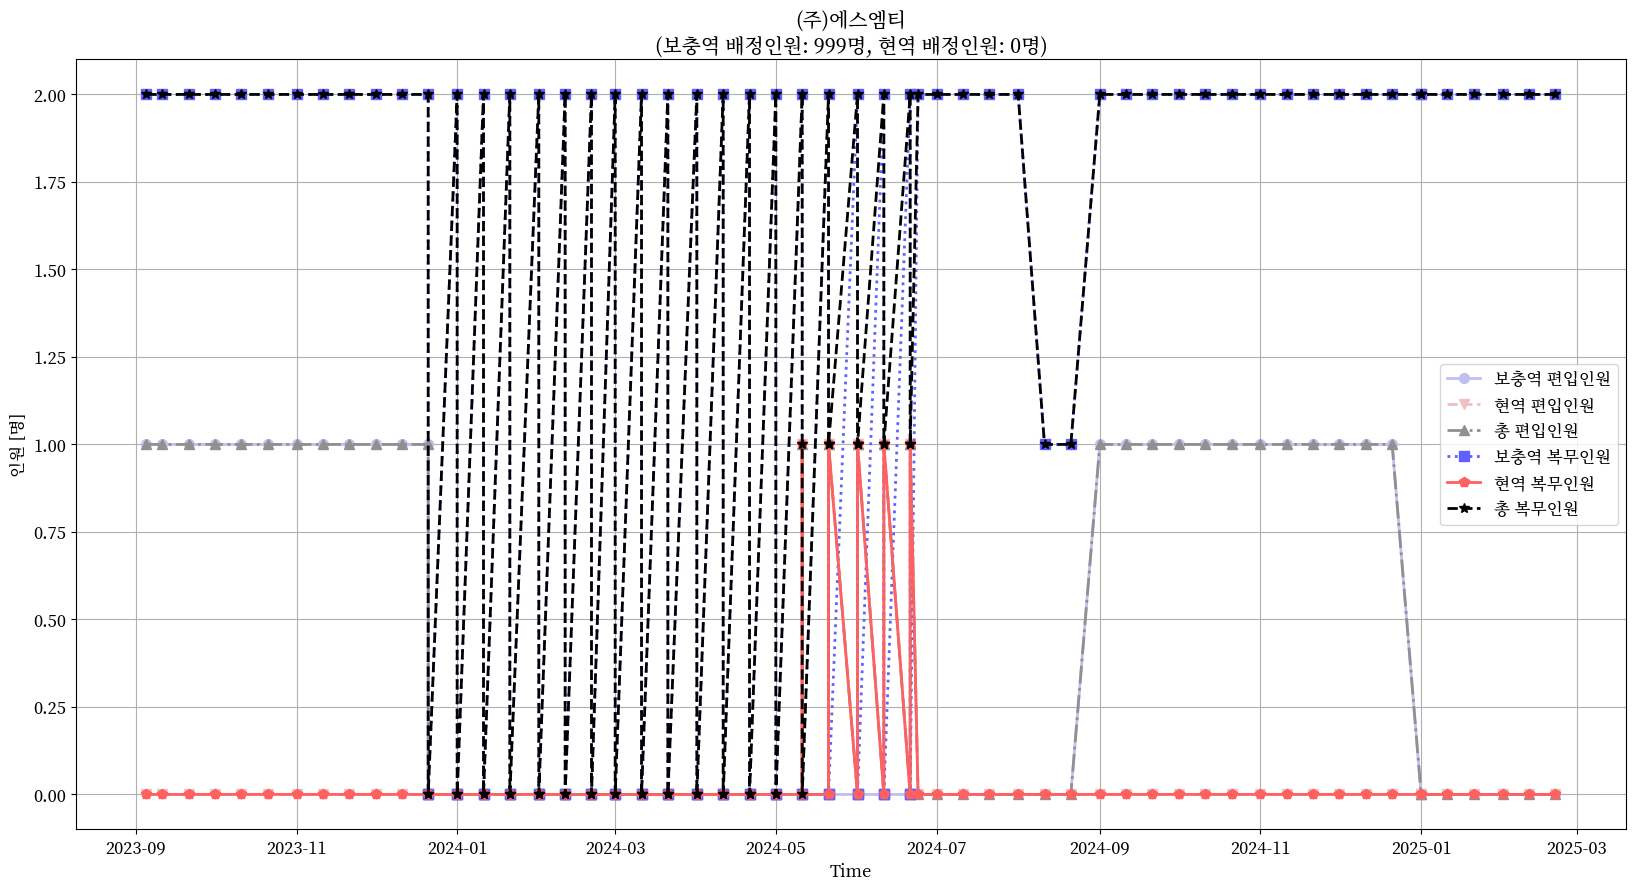 (주)에스엠티
(보충역 배정인원: 999명, 현역 배정인원: 0명)
인원 [명]
2.00
1.75
1.50
1.25
1.00
0.75
0.50
0.25
0.00
보충역 편입인원
현역 편입인원
총 편입인원
보충역 복무인원
현역 복무인원
총 복무인원
2023-09 2023-11 2024-01 2024-03 2024-05 2024-07 2024-09 2024-11 2025-01 2025-03
Time